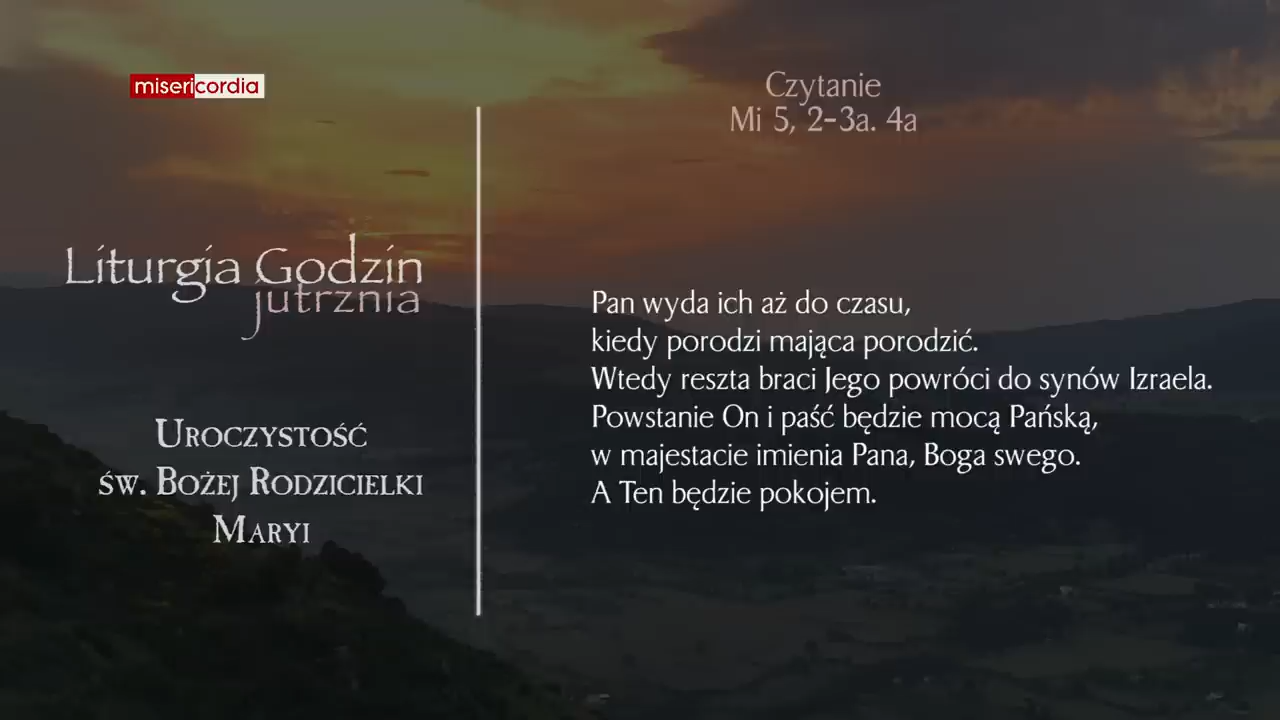 misericordia
Liturgia Godzin
jutrznia
Uroczystość
św. Bożej Rodzicielki
Maryi
Czytanie
Mi 5, 2-3a. 4a
Pan wyda ich aż do czasu,
kiedy porodzi mająca porodzić.
Wtedy reszta braci Jego powróci do synów Izraela.
Powstanie On i paść będzie mocą Pańską,
w majestacie imienia Pana, Boga swego.
A Ten będzie pokojem.